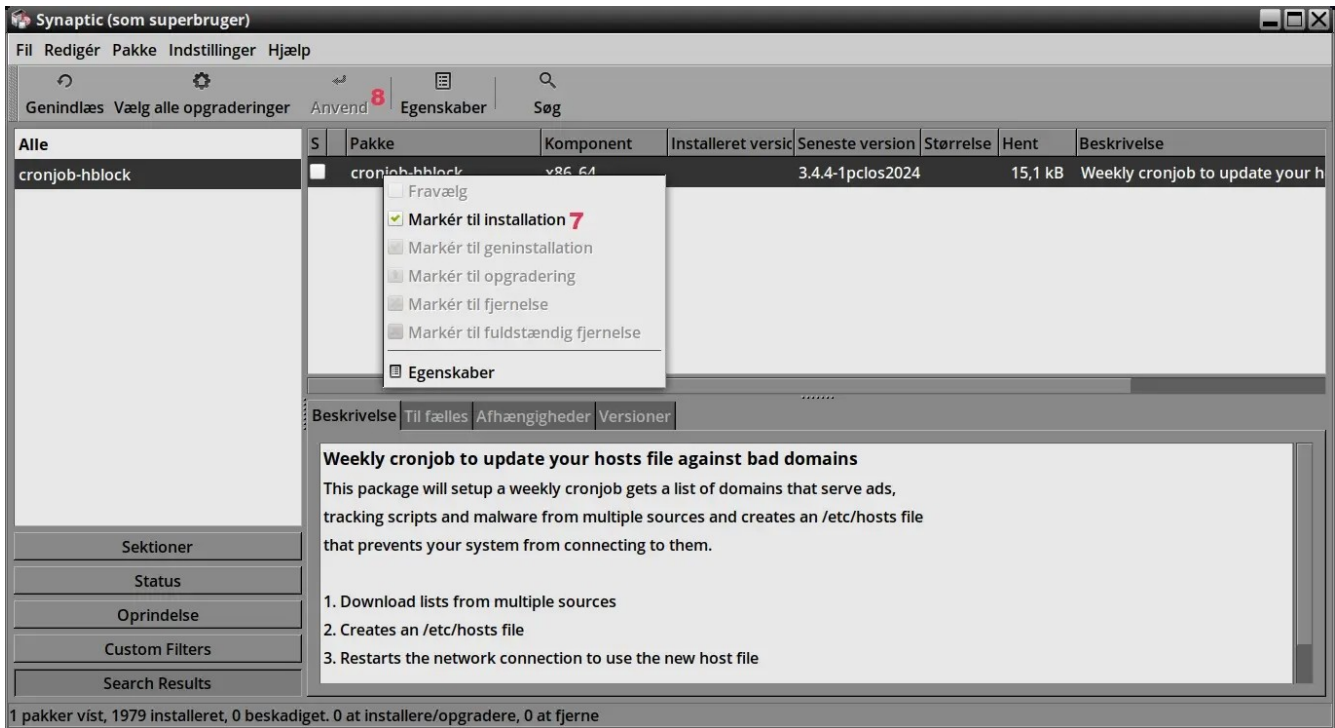 Synaptic (som superbruger)
Fil Redigér Pakke Indstillinger Hjælp
Genindlæs Vælg alle opgraderinger Anvend 8 Egenskaber Søg
Alle
cronjob-hblock
S Pakke Komponent Installeret versic Seneste version Størrelse Hent Beskrivelse
cronjob-hblock x86_64 3.4.4-1pclos2024 15,1 kB Weekly cronjob to update your h
Fravælg
Markér til installation 7
Markér til geninstallation
Markér til opgradering
Markér til fjernelse
Markér til fuldstændig fjernelse
Egenskaber
Beskrivelse Til fælles Afhængigheder Versioner
Weekly cronjob to update your hosts file against bad domains
This package will setup a weekly cronjob gets a list of domains that serve ads,
tracking scripts and malware from multiple sources and creates an /etc/hosts file
that prevents your system from connecting to them.
1. Download lists from multiple sources
2. Creates an /etc/hosts file
3. Restarts the network connection to use the new host file
Sektioner
Status
Oprindelse
Custom Filters
Search Results
1 pakker víst, 1979 installeret, 0 beskadiget. 0 at installere/opgradere, 0 at fjerne